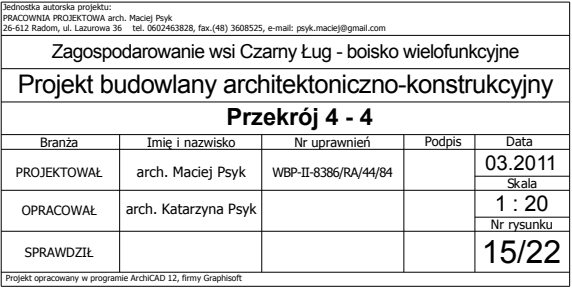 Jednostka autorska projektu:
PRACOWNIA PROJEKTOWA arch. Maciej Psyk
26-612 Radom, ul. Lazurowa 36 tel. 0602463828, fax.(48) 3608525, e-mail: psyk.maciej@gmail.com
Zagospodarowanie wsi Czarny Ług - boisko wielofunkcyjne
Projekt budowlany architektoniczno-konstrukcyjny
Przekrój 4 - 4
Branża Imię i nazwisko Nr uprawnień Podpis Data
PROJEKTOWAŁ arch. Maciej Psyk WBP-II-8386/RA/44/84 03.2011
Skala
OPRACOWAŁ arch. Katarzyna Psyk 1 : 20
Nr rysunku
SPRAWDZIŁ 15/22
Projekt opracowany w programie ArchiCAD 12, firmy Graphisoft